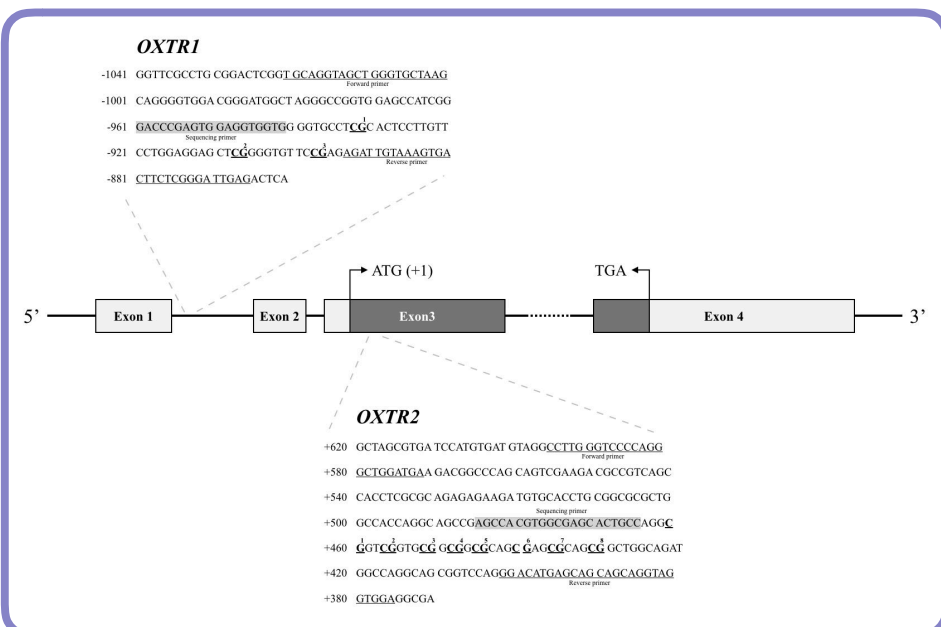 OXTR1
-1041 GGTTCGCCTG CGGACTCGGT GCAGGTAGCT GGGTGCTAAG
Forward primer
-1001 CAGGGGTGGA CGGGATGGCT AGGGCCGGTG GAGCCATCGG
1
-961 GACCCGAGTG GAGGTGGTGG GGTGCCTCGC ACTCCTTGTT
Sequencing primer
2 3
-921 CCTGGAGGAG CTCGGGGTGT TCCGAGAGATT TGTAAAGTGA
Reverse primer
-881 CTTCTCGGGA TTGAGACTCA
ATG (+1)
TGA
5’ Exon 1 Exon 2 Exon3 Exon 4 3’
OXTR2
+620 GCTAGCGTGA TCCATGTGAT GTAGGCCTTG GGTCCCCAGG
Forward primer
+580 GCTGGATGAA GACGGCCCAG CAGTCGAAGA CGCCGTCAGC
+540 CACCTCGCGC AGAGAGAAGA TGTGCACCTG CGGCGCGCTG
Sequencing primer
+500 GCCACCAGGC AGCCGAGCCA CGTGGCGAGC ACTGCCAGGC
1 2 3 4 5 6 7 8
+460 GGTCGGTGCG GCGGCGCAGC GAGCGCAGCG GCTGGCAGAT
+420 GGCCAGGCAG CGGTCCAGGG ACATGAGCAG CAGCAGGTAG
Reverse primer
+380 GTGGAGGCGA